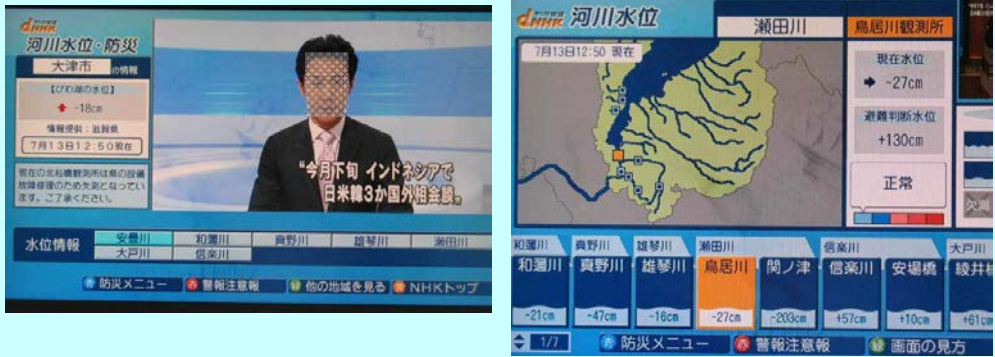 NHK
河川水位・防災
大津市の情報
【びわ湖の水位】
-18cm
情報提供：滋賀県
7月13日12:50現在
現在の北船橋観測所は県の設備
故障修理のため欠測となってい
ます。ご了承ください。
“今月下旬 インドネシアで
日米韓3か国外相会談„
水位情報
安曇川 和邇川 真野川 雄琴川 瀬田川
大戸川 信楽川
青 防災メニュー 赤 警報注意報 緑 他の地域を見る 黄 NHKトップ
NHK 河川水位 瀬田川 鳥居川観測所
7月13日12:50 現在
現在水位
-27cm
避難判断水位
+130cm
正常
欠測
和邇川 真野川 雄琴川 瀬田川 信楽川 大戸川
和邇川 真野川 雄琴川 鳥居川 関ノ津 信楽川 安場橋 綾井橋
-21cm -47cm -16cm -27cm -203cm +57cm +10cm +61cm
1/7 青 防災メニュー 赤 警報注意報 緑 画面の見方